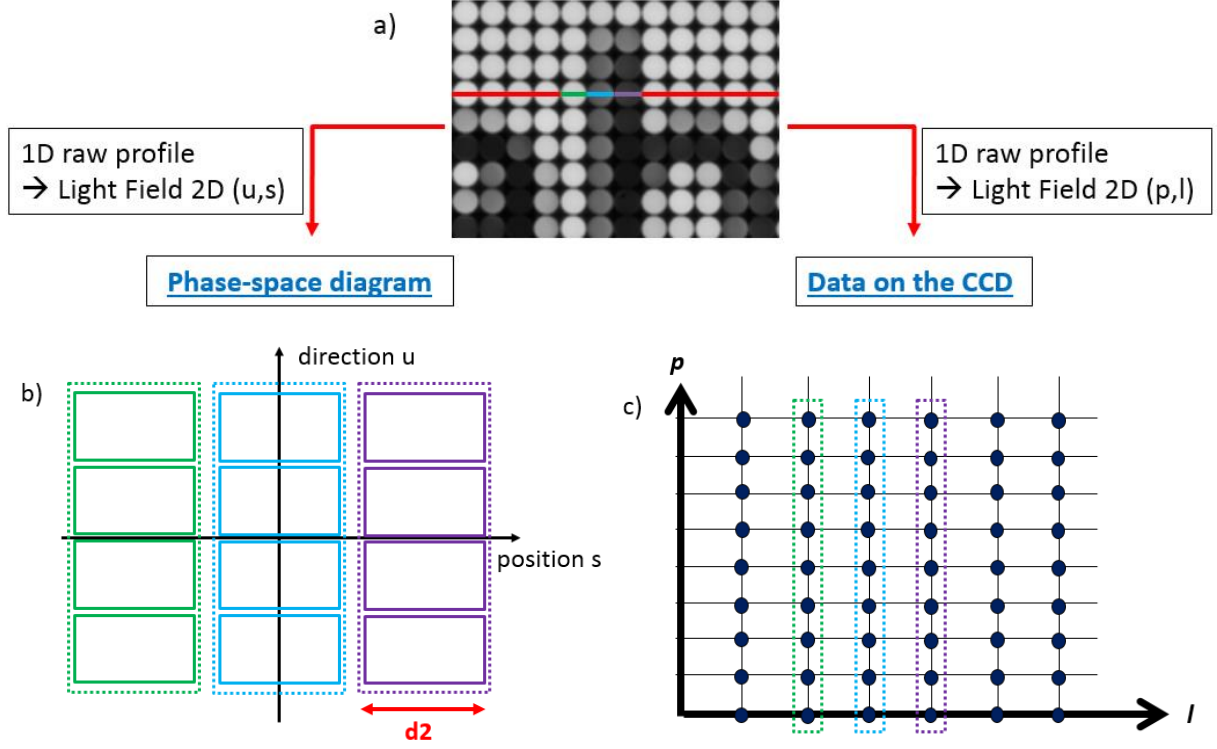 a)
1D raw profile
→ Light Field 2D (u,s)
1D raw profile
→ Light Field 2D (p,l)
Phase-space diagram
Data on the CCD
b)
direction u
position s
d2
c)
p
l